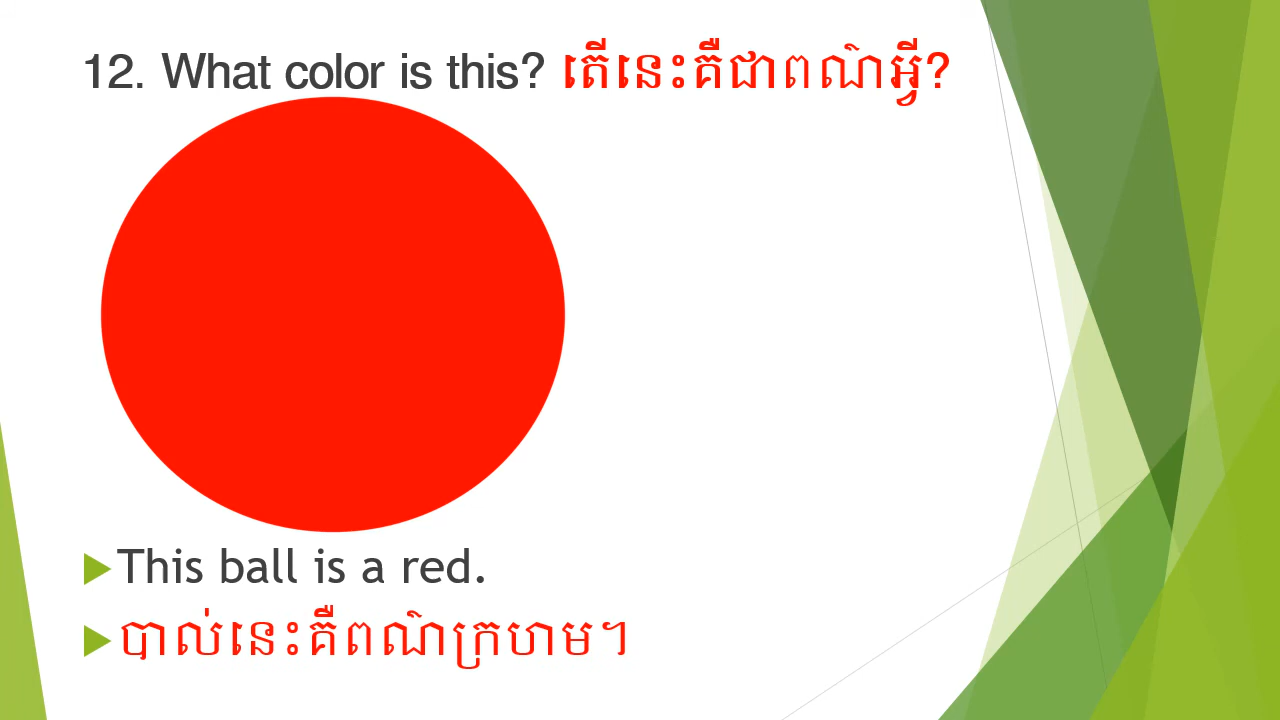 12. What color is this? តើនេះគឺជាពណ៌អ្វី?
This ball is a red.
បាល់នេះគឺពណ៌ក្រហម។